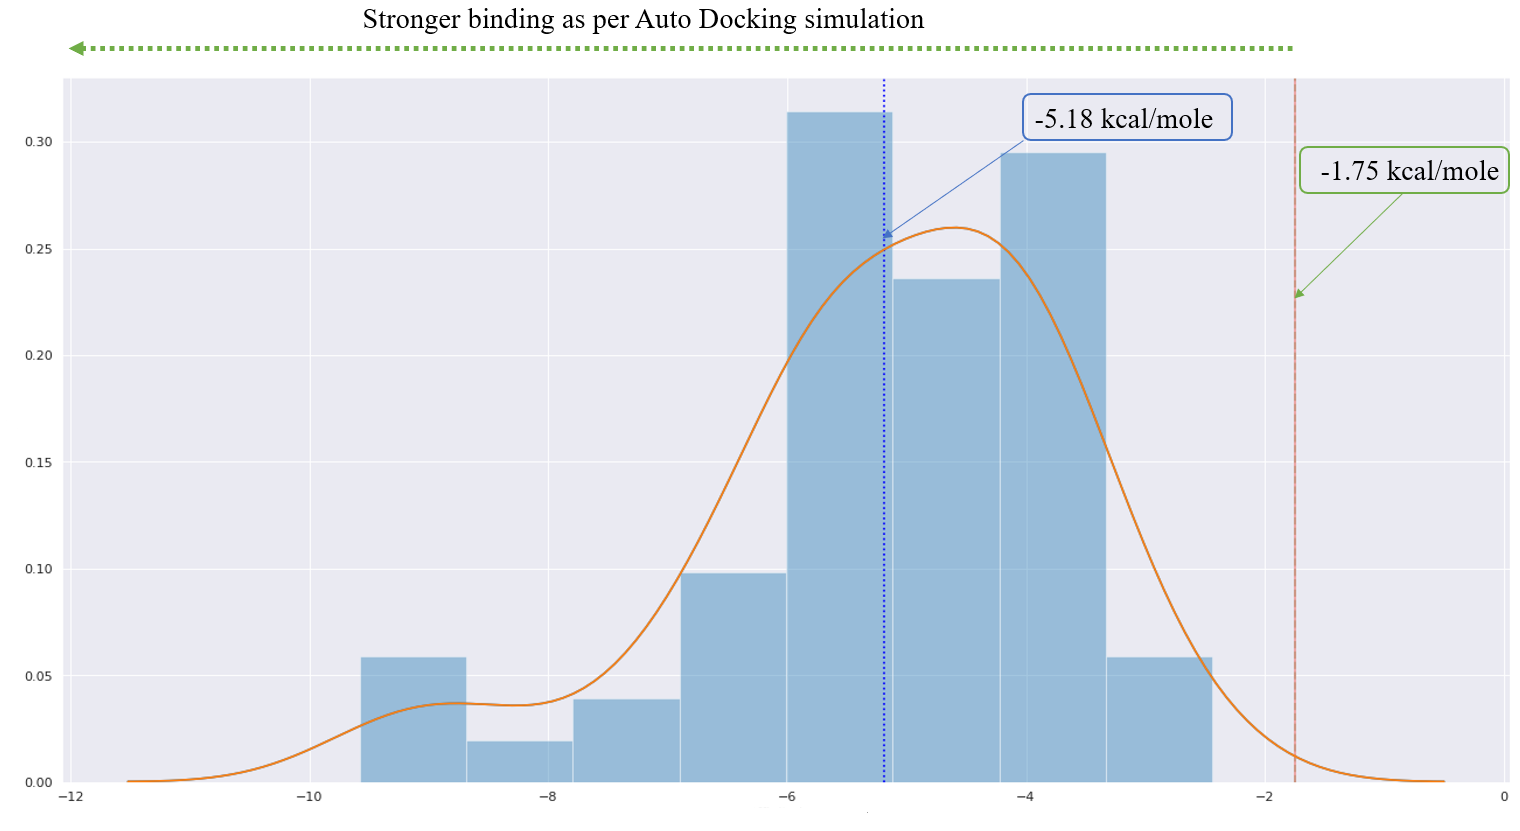 Stronger binding as per Auto Docking simulation
-5.18 kcal/mole
-1.75 kcal/mole
0.30
0.25
0.20
0.15
0.10
0.05
0.00
−12 −10 −8 −6 −4 −2 0